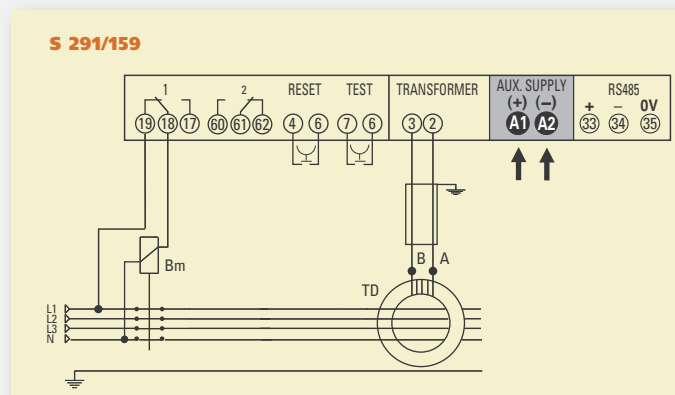 S 291/159
1 2 RESET TEST TRANSFORMER AUX. SUPPLY RS485
(+) (−) + − 0V
19 18 17 60 61 62 4 6 7 6 3 2 A1 A2 33 34 35
Bm
B A
TD
L1
L2
L3
N